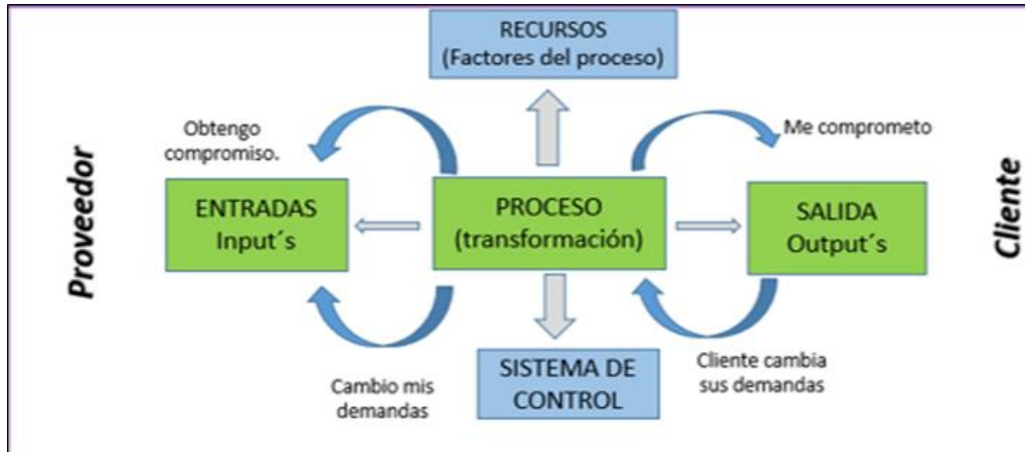 RECURSOS
(Factores del proceso)
Obtengo
compromiso.
Me comprometo
Proveedor
ENTRADAS
Input´s
PROCESO
(transformación)
SALIDA
Output´s
Cliente
Cambio mis
demandas
SISTEMA DE
CONTROL
Cliente cambia
sus demandas